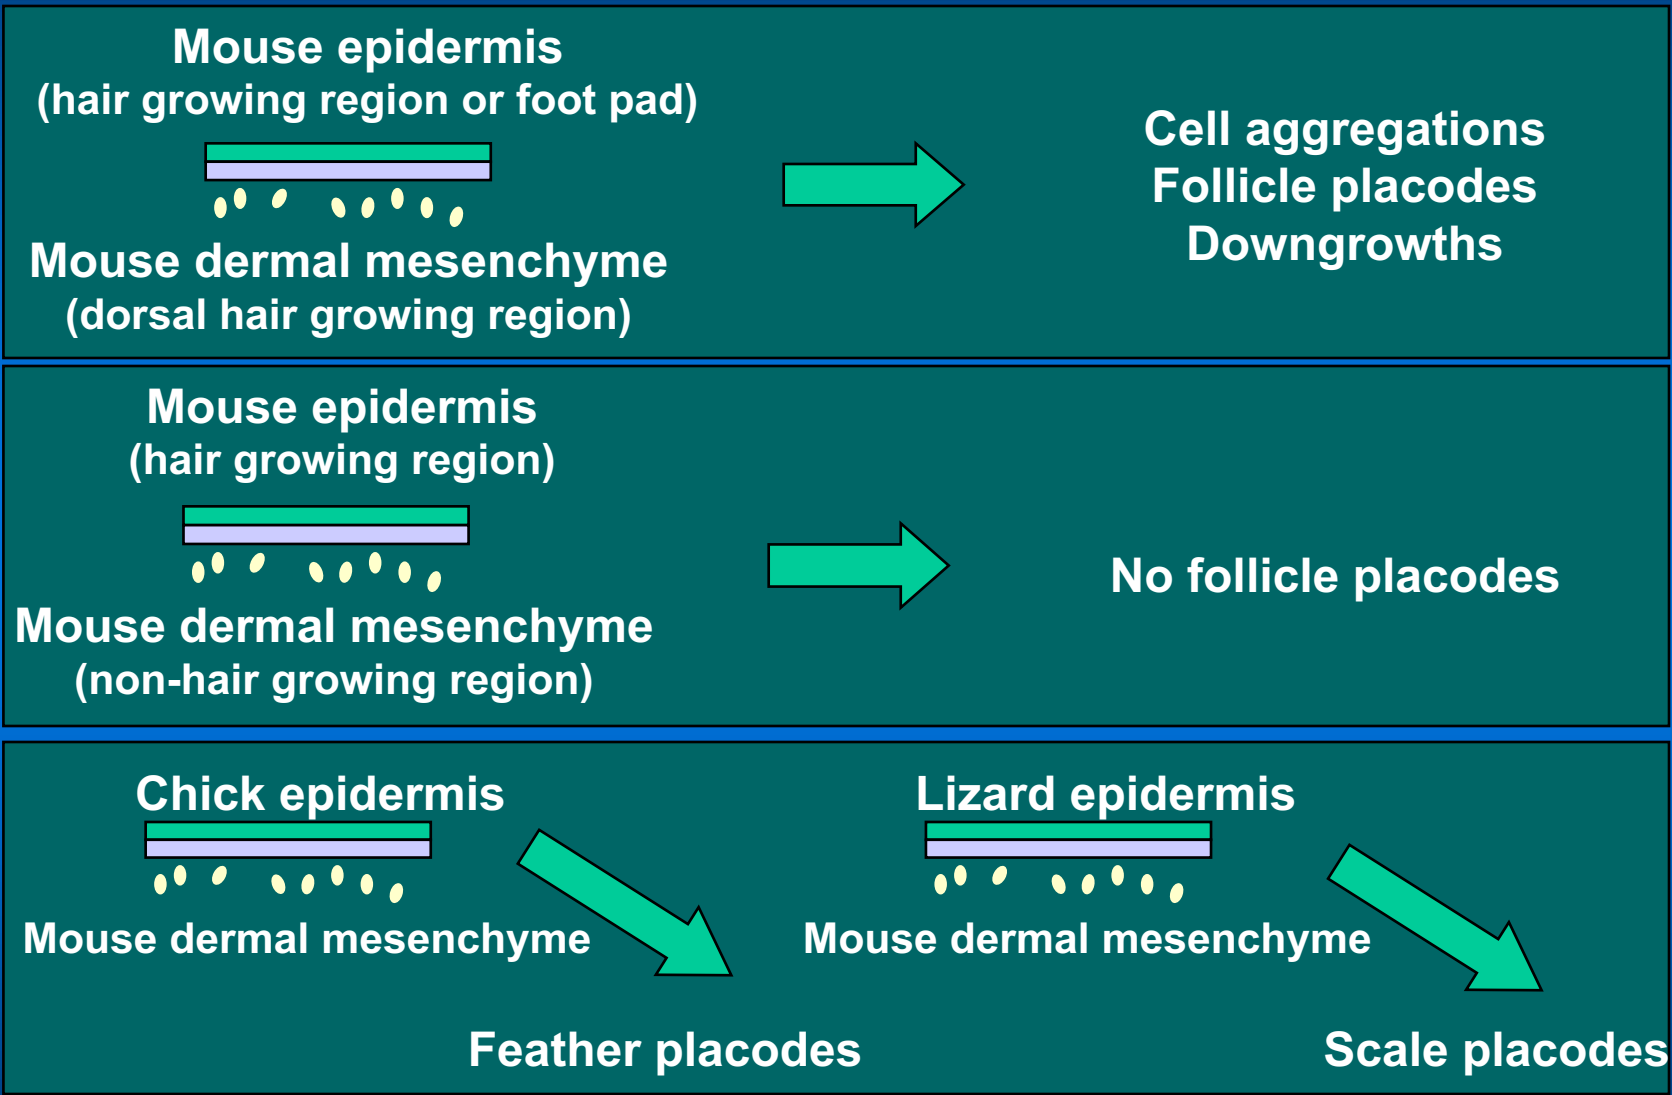 Mouse epidermis
(hair growing region or foot pad)
Mouse dermal mesenchyme
(dorsal hair growing region)
Cell aggregations
Follicle placodes
Downgrowths
Mouse epidermis
(hair growing region)
Mouse dermal mesenchyme
(non-hair growing region)
No follicle placodes
Chick epidermis
Mouse dermal mesenchyme
Feather placodes
Lizard epidermis
Mouse dermal mesenchyme
Scale placodes